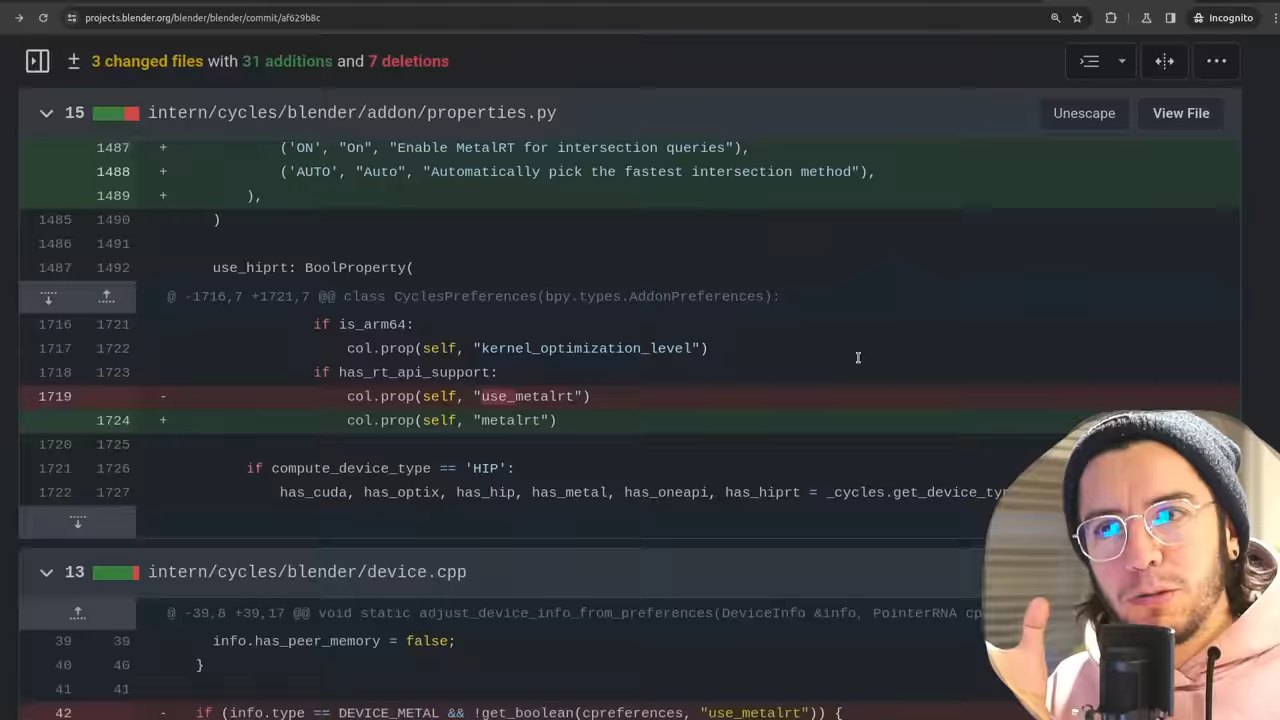 projects.blender.org/blender/blender/commit/af629b8c
Incognito
3 changed files with 31 additions and 7 deletions
15 intern/cycles/blender/addon/properties.py Unescape View File
1487 + ('ON', "On", "Enable MetalRT for intersection queries"),
1488 + ('AUTO', "Auto", "Automatically pick the fastest intersection method"),
1489 + ),
1485 1490 )
1486 1491
1487 1492 use_hiprt: BoolProperty(
@ -1716,7 +1721,7 @@ class CyclesPreferences(bpy.types.AddonPreferences):
1716 1721 if is_arm64:
1717 1722 col.prop(self, "kernel_optimization_level")
1718 1723 if has_rt_api_support:
1719 - col.prop(self, "use_metalrt")
1724 + col.prop(self, "metalrt")
1720 1725
1721 1726 if compute_device_type == 'HIP':
1722 1727 has_cuda, has_optix, has_hip, has_metal, has_oneapi, has_hiprt = _cycles.get_device_typ
13 intern/cycles/blender/device.cpp
@ -39,8 +39,17 @@ void static adjust_device_info_from_preferences(DeviceInfo &info, PointerRNA cp
39 39 info.has_peer_memory = false;
40 40 }
41 41
42 - if (info.type == DEVICE_METAL && !get_boolean(cpreferences, "use_metalrt")) {